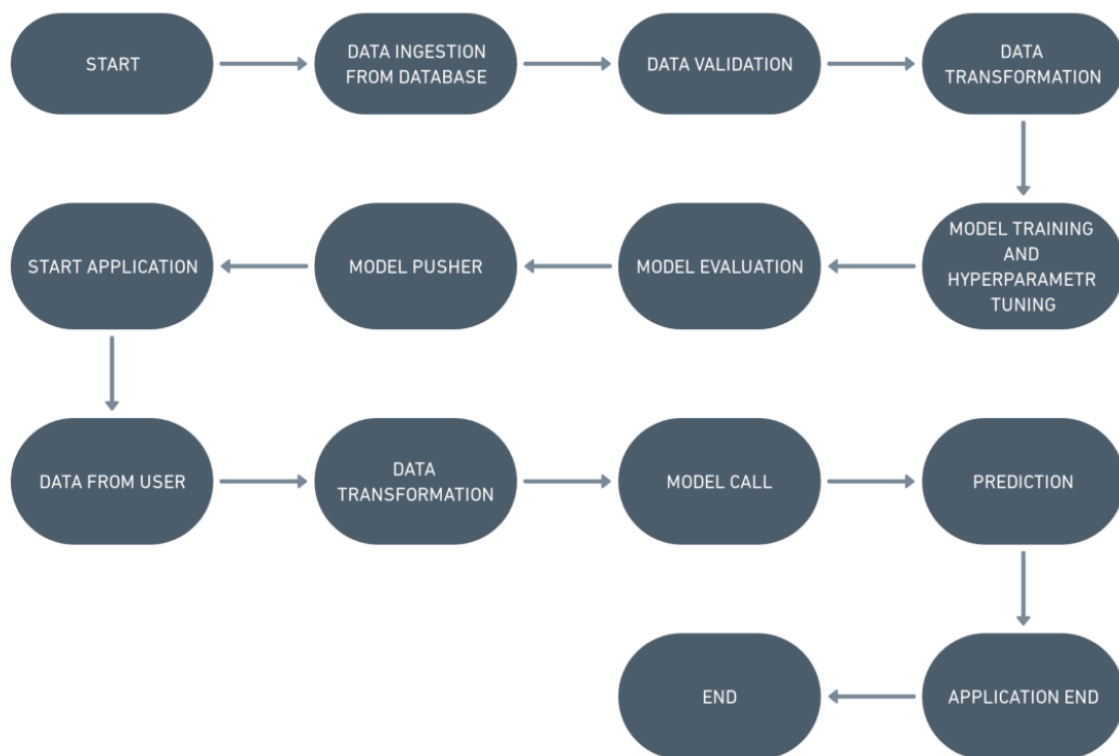 START
DATA INGESTION
FROM DATABASE
DATA VALIDATION
DATA
TRANSFORMATION
START APPLICATION
MODEL PUSHER
MODEL EVALUATION
MODEL TRAINING
AND
HYPERPARAMETR
TUNING
DATA FROM USER
DATA
TRANSFORMATION
MODEL CALL
PREDICTION
END
APPLICATION END